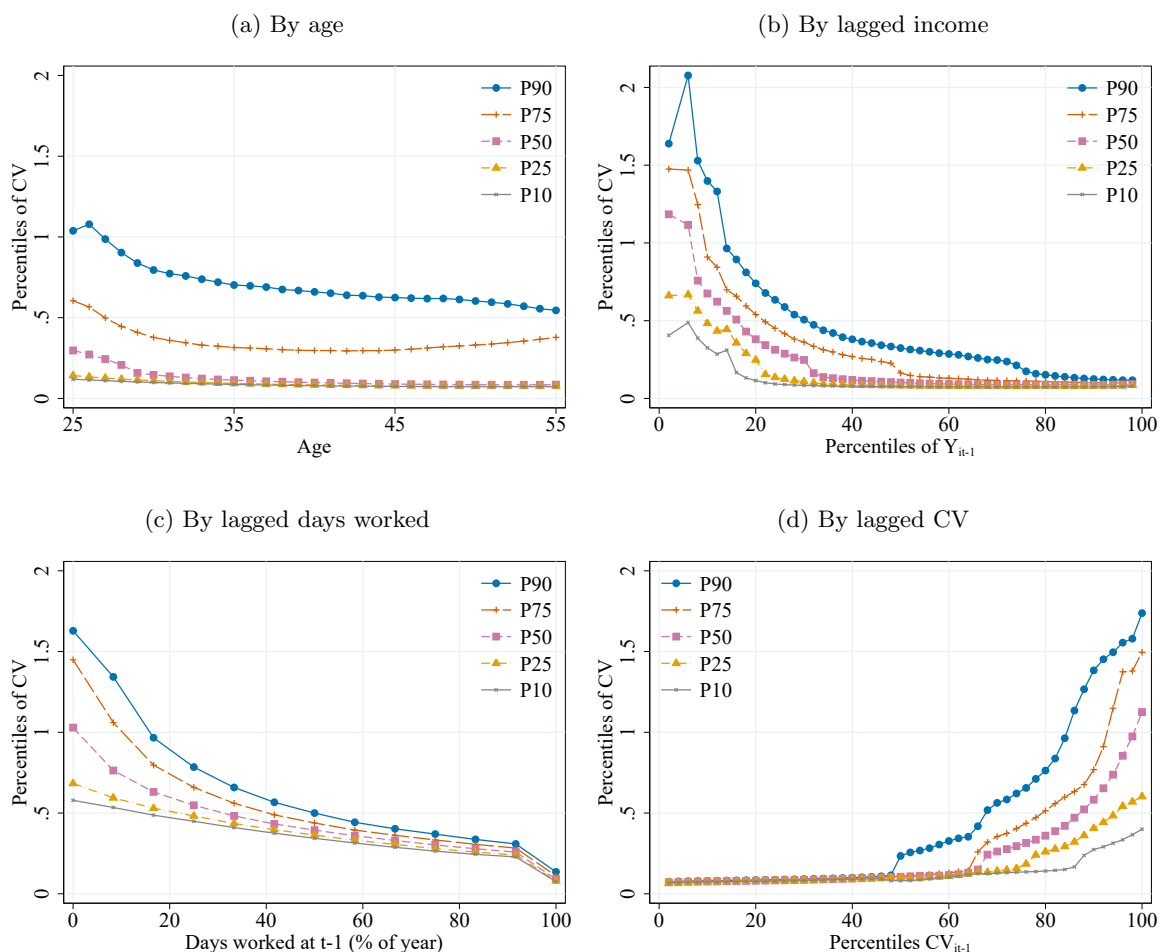 (a) By age
2
1.5
1
.5
0
Percentiles of CV
P90
P75
P50
P25
P10
25
35
45
55
Age
(b) By lagged income
2
1.5
1
.5
0
Percentiles of CV
P90
P75
P50
P25
P10
0
20
40
60
80
100
Percentiles of Yit-1
(c) By lagged days worked
2
1.5
1
.5
0
Percentiles of CV
P90
P75
P50
P25
P10
0
20
40
60
80
100
Days worked at t-1 (% of year)
(d) By lagged CV
2
1.5
1
.5
0
Percentiles of CV
P90
P75
P50
P25
P10
0
20
40
60
80
100
Percentiles CVit-1